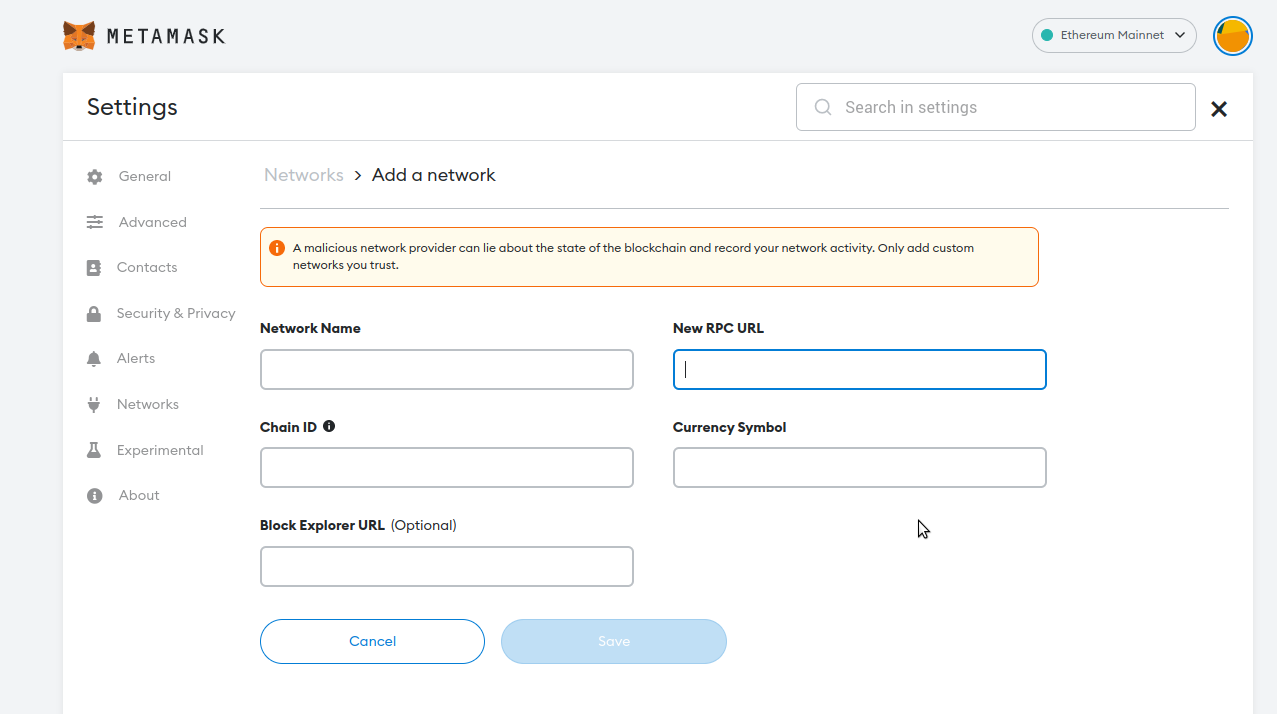 METAMASK
Ethereum Mainnet
Settings
Search in settings
General
Advanced
Contacts
Security & Privacy
Alerts
Networks
Experimental
About
Networks > Add a network
A malicious network provider can lie about the state of the blockchain and record your network activity. Only add custom
networks you trust.
Network Name
New RPC URL
Chain ID
Currency Symbol
Block Explorer URL (Optional)
Cancel
Save